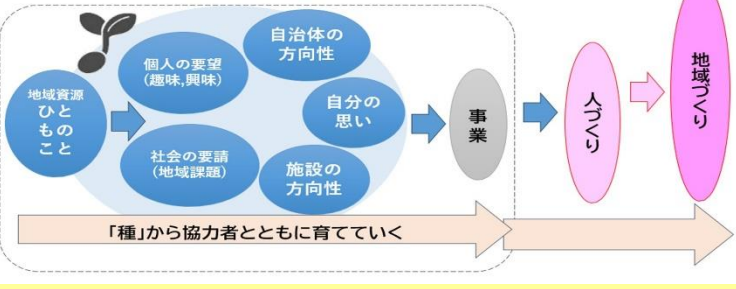 地域資源
ひと
もの
こと
個人の要望
(趣味,興味)
社会の要請
(地域課題)
自治体の
方向性
自分の
思い
施設の
方向性
事業
人づくり
地域づくり
「種」から協力者とともに育てていく